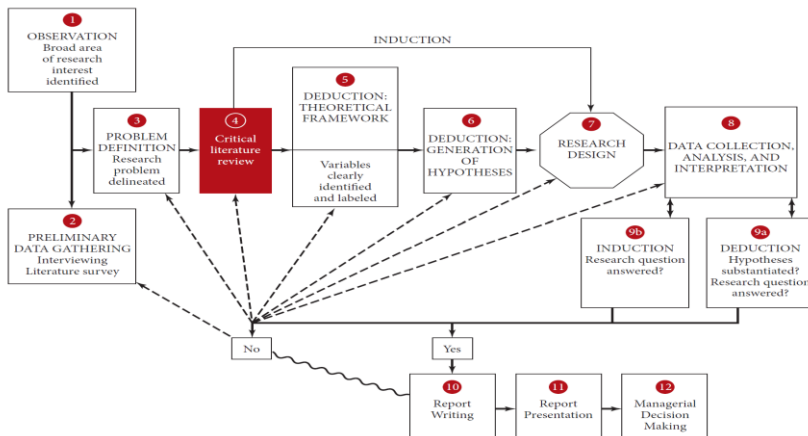 1
OBSERVATION
Broad area
of research
interest
identified
INDUCTION
3
PROBLEM
DEFINITION
Research
problem
delineated
4
Critical
literature
review
5
DEDUCTION:
THEORETICAL
FRAMEWORK
Variables
clearly
identified
and labeled
6
DEDUCTION:
GENERATION
OF
HYPOTHESES
7
RESEARCH
DESIGN
8
DATA COLLECTION,
ANALYSIS, AND
INTERPRETATION
2
PRELIMINARY
DATA GATHERING
Interviewing
Literature survey
9b
INDUCTION
Research question
answered?
9a
DEDUCTION
Hypotheses
substantiated?
Research question
answered?
No
Yes
10
Report
Writing
11
Report
Presentation
12
Managerial
Decision
Making